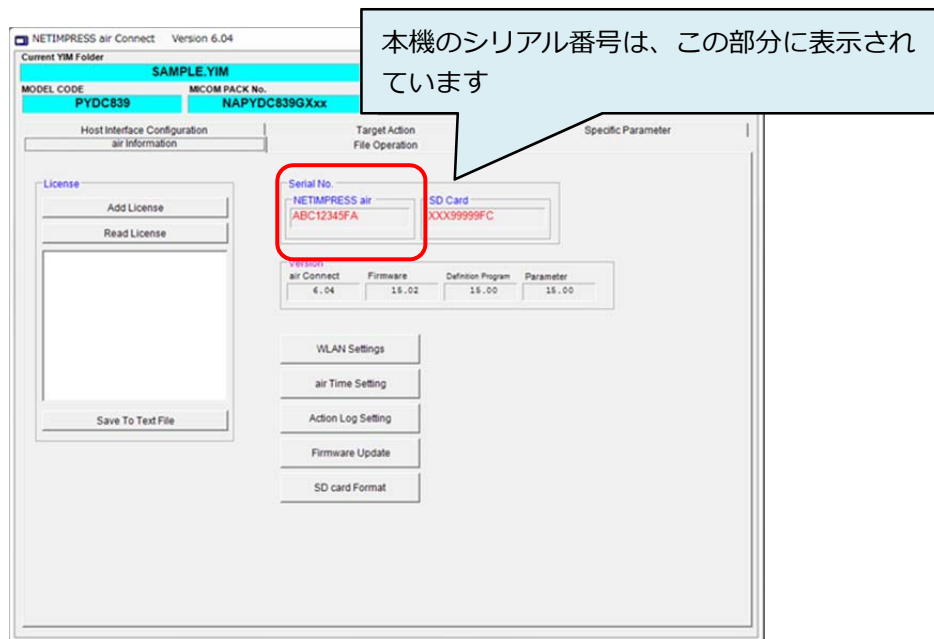 NETIMPRESS air Connect Version 6.04
本機のシリアル番号は、この部分に表示され
ています
Current YIM Folder
SAMPLE.YIM
MODEL CODE MICOM PACK No.
PYDC839 NAPYDC839GXxx
Host Interface Configuration Target Action Specific Parameter
air Information File Operation
License Serial No.
NETIMPRESS air SD Card
Add License ABC12345FA XXX99999FC
Read License
Version
air Connect Firmware Definition Program Parameter
6.04 15.02 15.00 15.00
WLAN Settings
air Time Setting
Save To Text File Action Log Setting
Firmware Update
SD card Format